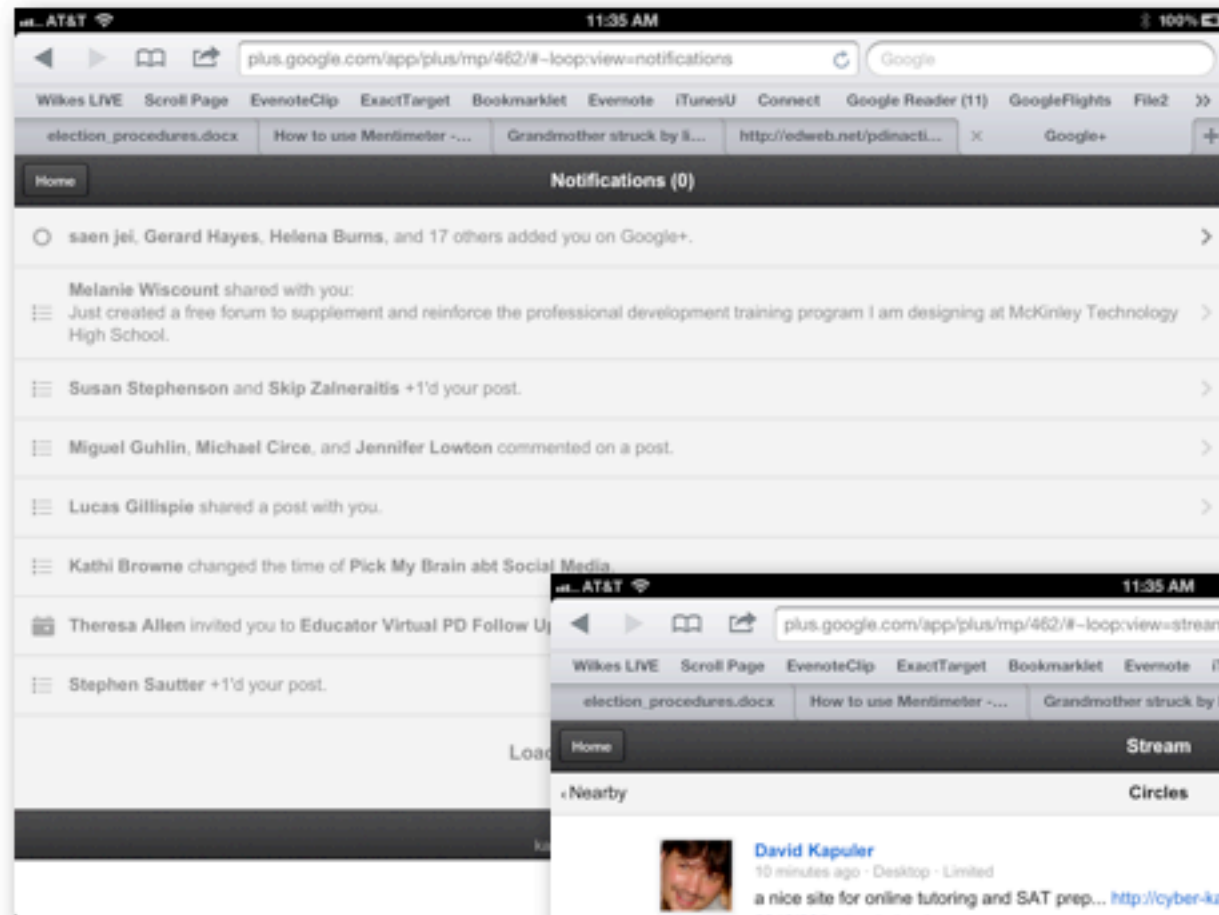 AT&T 11:35 AM 100%
plus.google.com/app/plus/mp/462/#~loop:view=notifications Google
Wilkes LIVE Scroll Page EvenoteClip ExactTarget Bookmarklet Evernote iTunesU Connect Google Reader (11) GoogleFlights File2 »
election_procedures.docx How to use Mentimeter -... Grandmother struck by li... http://edweb.net/pdinacti... × Google+ +
Home Notifications (0)
saen jei, Gerard Hayes, Helena Burns, and 17 others added you on Google+. >
Melanie Wiscount shared with you:
Just created a free forum to supplement and reinforce the professional development training program I am designing at McKinley Technology >
High School.
Susan Stephenson and Skip Zalneraitis +1'd your post. >
Miguel Guhlin, Michael Circe, and Jennifer Lowton commented on a post. >
Lucas Gillispie shared a post with you. >
Kathi Browne changed the time of Pick My Brain abt Social Media.
Theresa Allen invited you to Educator Virtual PD Follow U
Stephen Sautter +1'd your post.
Loa
AT&T 11:35 AM
plus.google.com/app/plus/mp/462/#~loop:view=strean
Wilkes LIVE Scroll Page EvenoteClip ExactTarget Bookmarklet Evernote
election_procedures.docx How to use Mentimeter -... Grandmother struck by
Home Stream
‹Nearby Circles
David Kapuler
10 minutes ago - Desktop - Limited
a nice site for online tutoring and SAT prep... http://cyber-ka